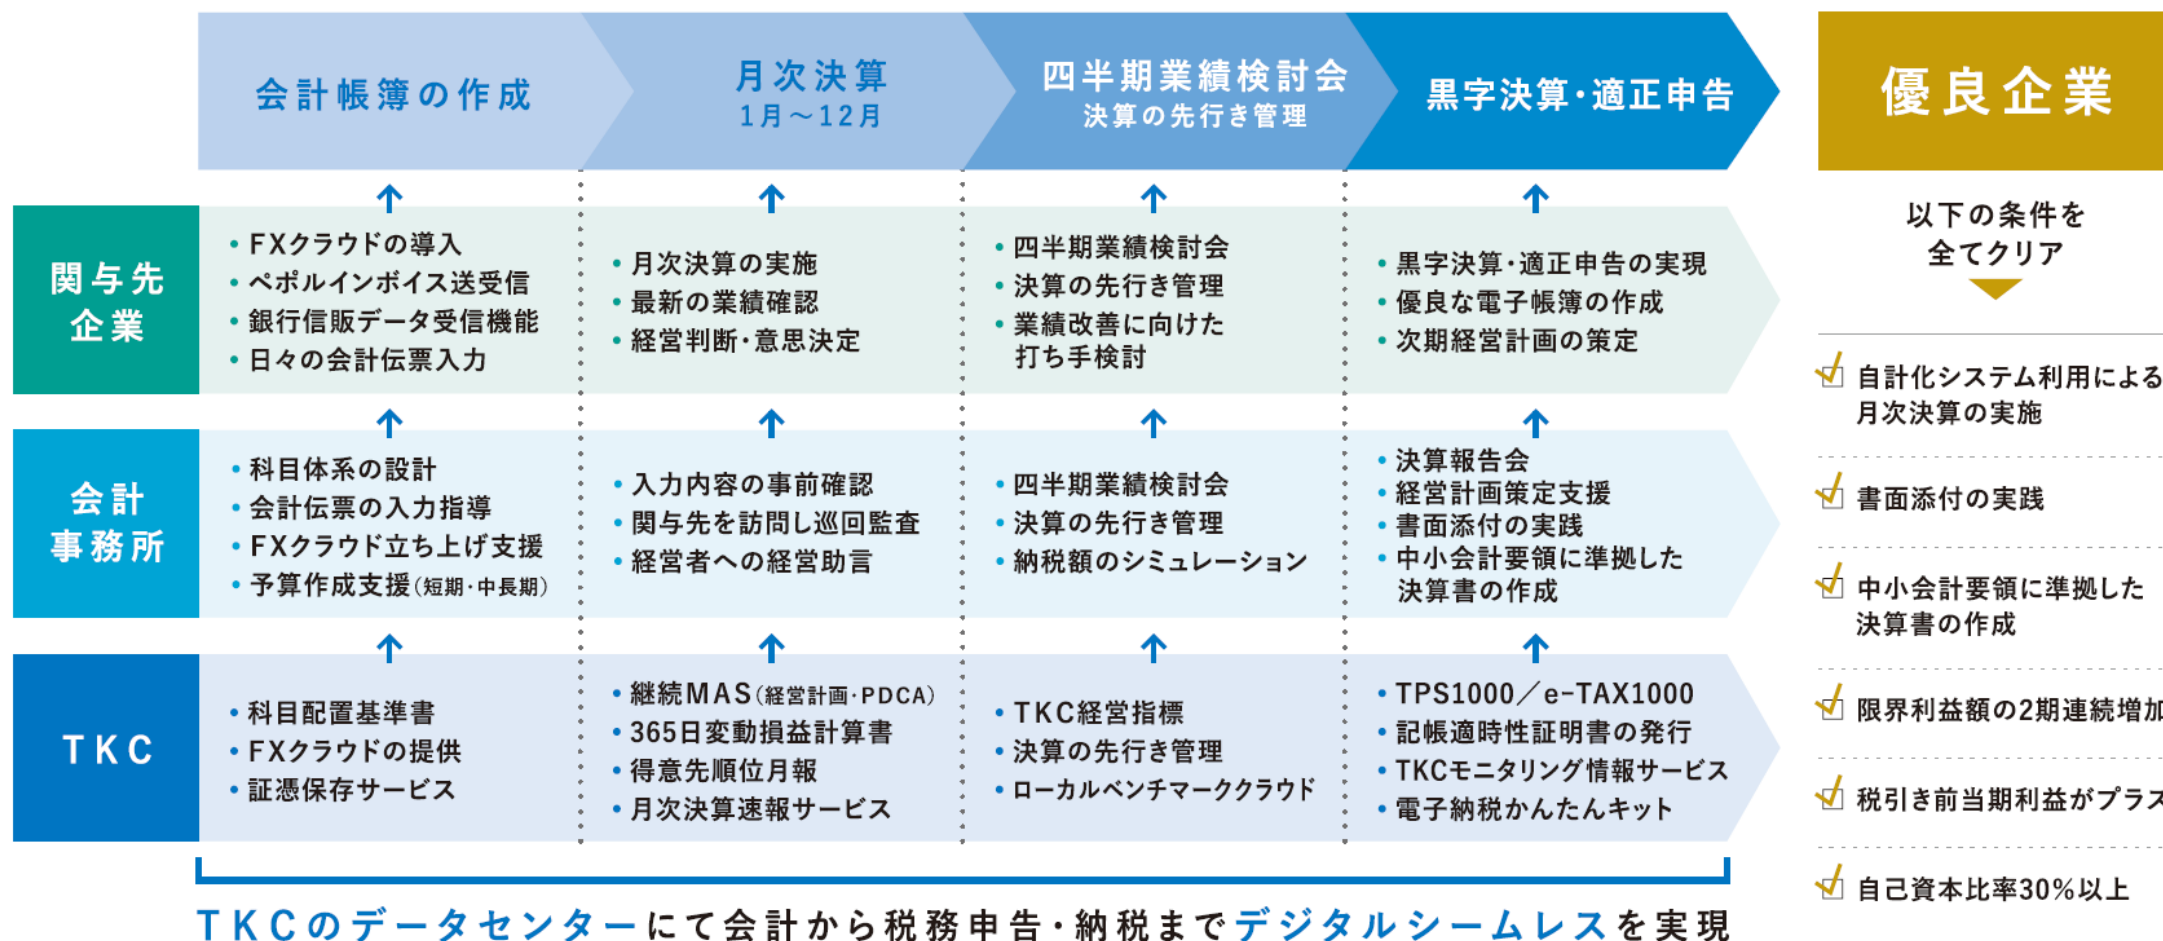 会計帳簿の作成
月次決算
1月～12月
四半期業績検討会
決算の先行き管理
黒字決算・適正申告
優良企業
関与先
企業
• FXクラウドの導入
• ペポルインボイス送受信
• 銀行信販データ受信機能
• 日々の会計伝票入力
• 月次決算の実施
• 最新の業績確認
• 経営判断・意思決定
• 四半期業績検討会
• 決算の先行き管理
• 業績改善に向けた
打ち手検討
• 黒字決算・適正申告の実現
• 優良な電子帳簿の作成
• 次期経営計画の策定
会計
事務所
• 科目体系の設計
• 会計伝票の入力指導
• FXクラウド立ち上げ支援
• 予算作成支援（短期・中長期）
• 入力内容の事前確認
• 関与先を訪問し巡回監査
• 経営者への経営助言
• 四半期業績検討会
• 決算の先行き管理
• 納税額のシミュレーション
• 決算報告会
• 経営計画策定支援
• 書面添付の実践
• 中小会計要領に準拠した
決算書の作成
TKC
• 科目配置基準書
• FXクラウドの提供
• 証憑保存サービス
• 継続MAS（経営計画・PDCA）
• 365日変動損益計算書
• 得意先順位月報
• 月次決算速報サービス
• TKC経営指標
• 決算の先行き管理
• ローカルベンチマーククラウド
• TPS1000／e-TAX1000
• 記帳適時性証明書の発行
• TKCモニタリング情報サービス
• 電子納税かんたんキット
TKCのデータセンターにて会計から税務申告・納税までデジタルシームレスを実現
以下の条件を
全てクリア
自計化システム利用による
月次決算の実施
書面添付の実践
中小会計要領に準拠した
決算書の作成
限界利益額の2期連続増加
税引き前当期利益がプラス
自己資本比率30%以上